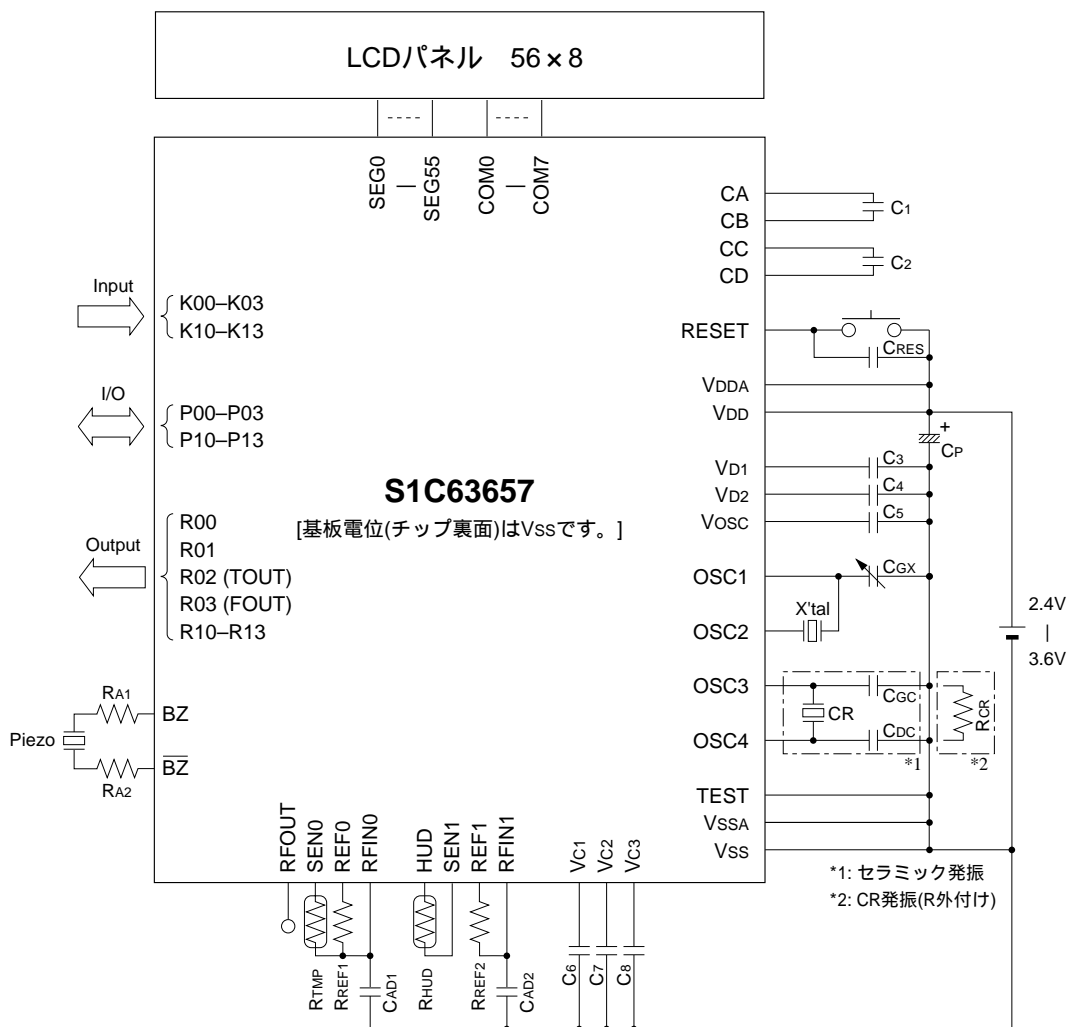 LCDパネル 56×8
SEG0
|
SEG55
COM0
|
COM7
CA
CB
CC
CD
C1
C2
Input
K00–K03
K10–K13
RESET
CRES
I/O
P00–P03
P10–P13
VDDA
VDD
+
CP
S1C63657
[基板電位(チップ裏面)はVSSです。]
VD1
C3
VD2
C4
VOSC
C5
Output
R00
R01
R02 (TOUT)
R03 (FOUT)
R10–R13
OSC1
CGX
X'tal
OSC2
2.4V
|
3.6V
OSC3
CGC
CR
RCR
OSC4
CDC
*1
*2
RA1
BZ
Piezo
BZ
RA2
TEST
VSSA
VSS
RFOUT
SEN0
REF0
RFIN0
HUD
SEN1
REF1
RFIN1
VC1
VC2
VC3
*1: セラミック発振
*2: CR発振(R外付け)
RTMP
RREF1
CAD1
RHUD
RREF2
CAD2
C6
C7
C8